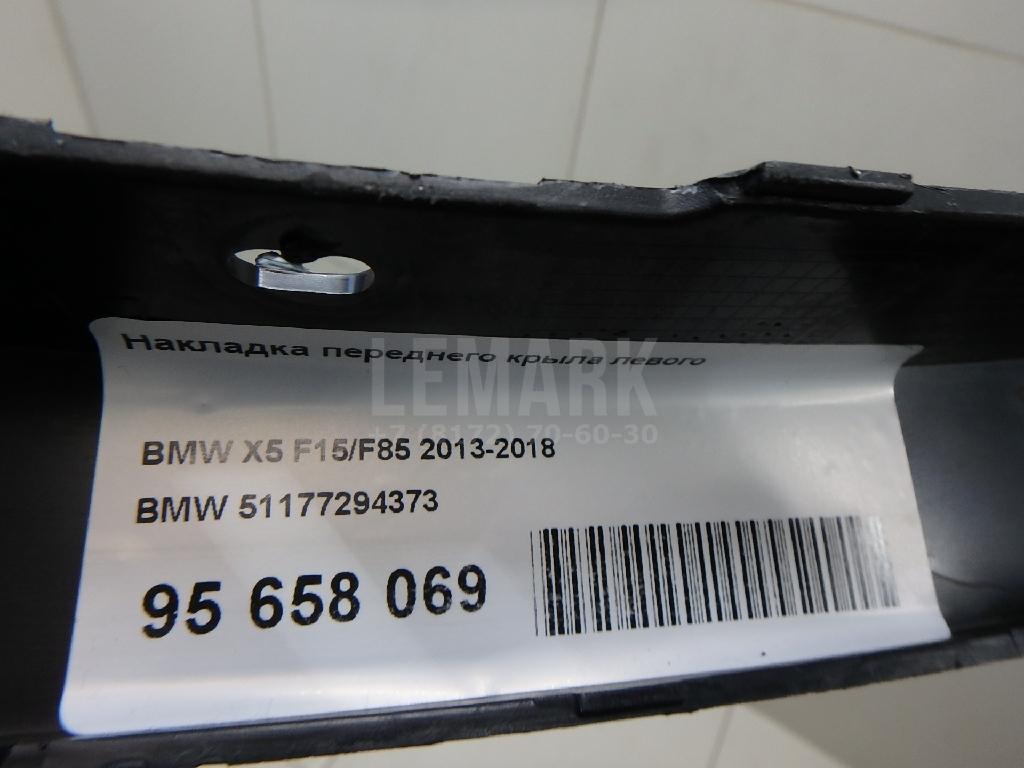 Накладка переднего крыла левого
LEMARK
+7 (8172) 70-60-30
BMW X5 F15/F85 2013-2018
BMW 51177294373
95 658 069